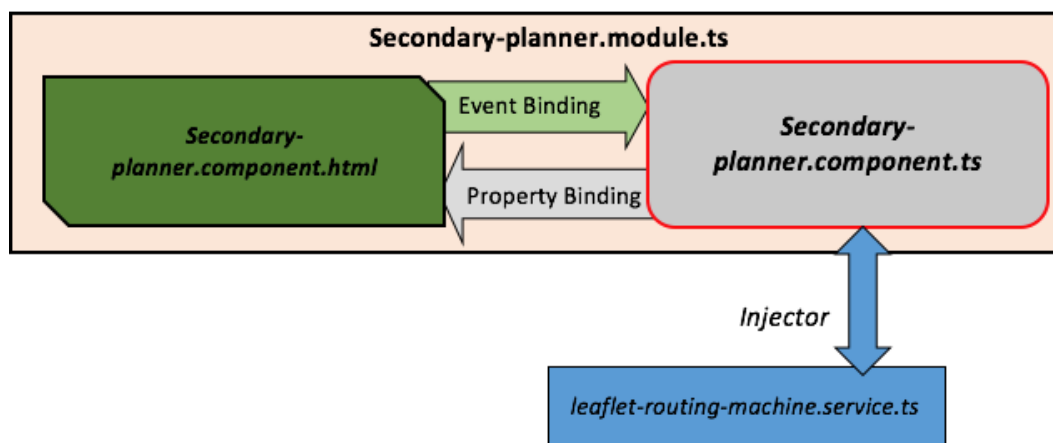 Secondary-planner.module.ts
Secondary-
planner.component.html
Event Binding
Property Binding
Secondary-
planner.component.ts
Injector
leaflet-routing-machine.service.ts